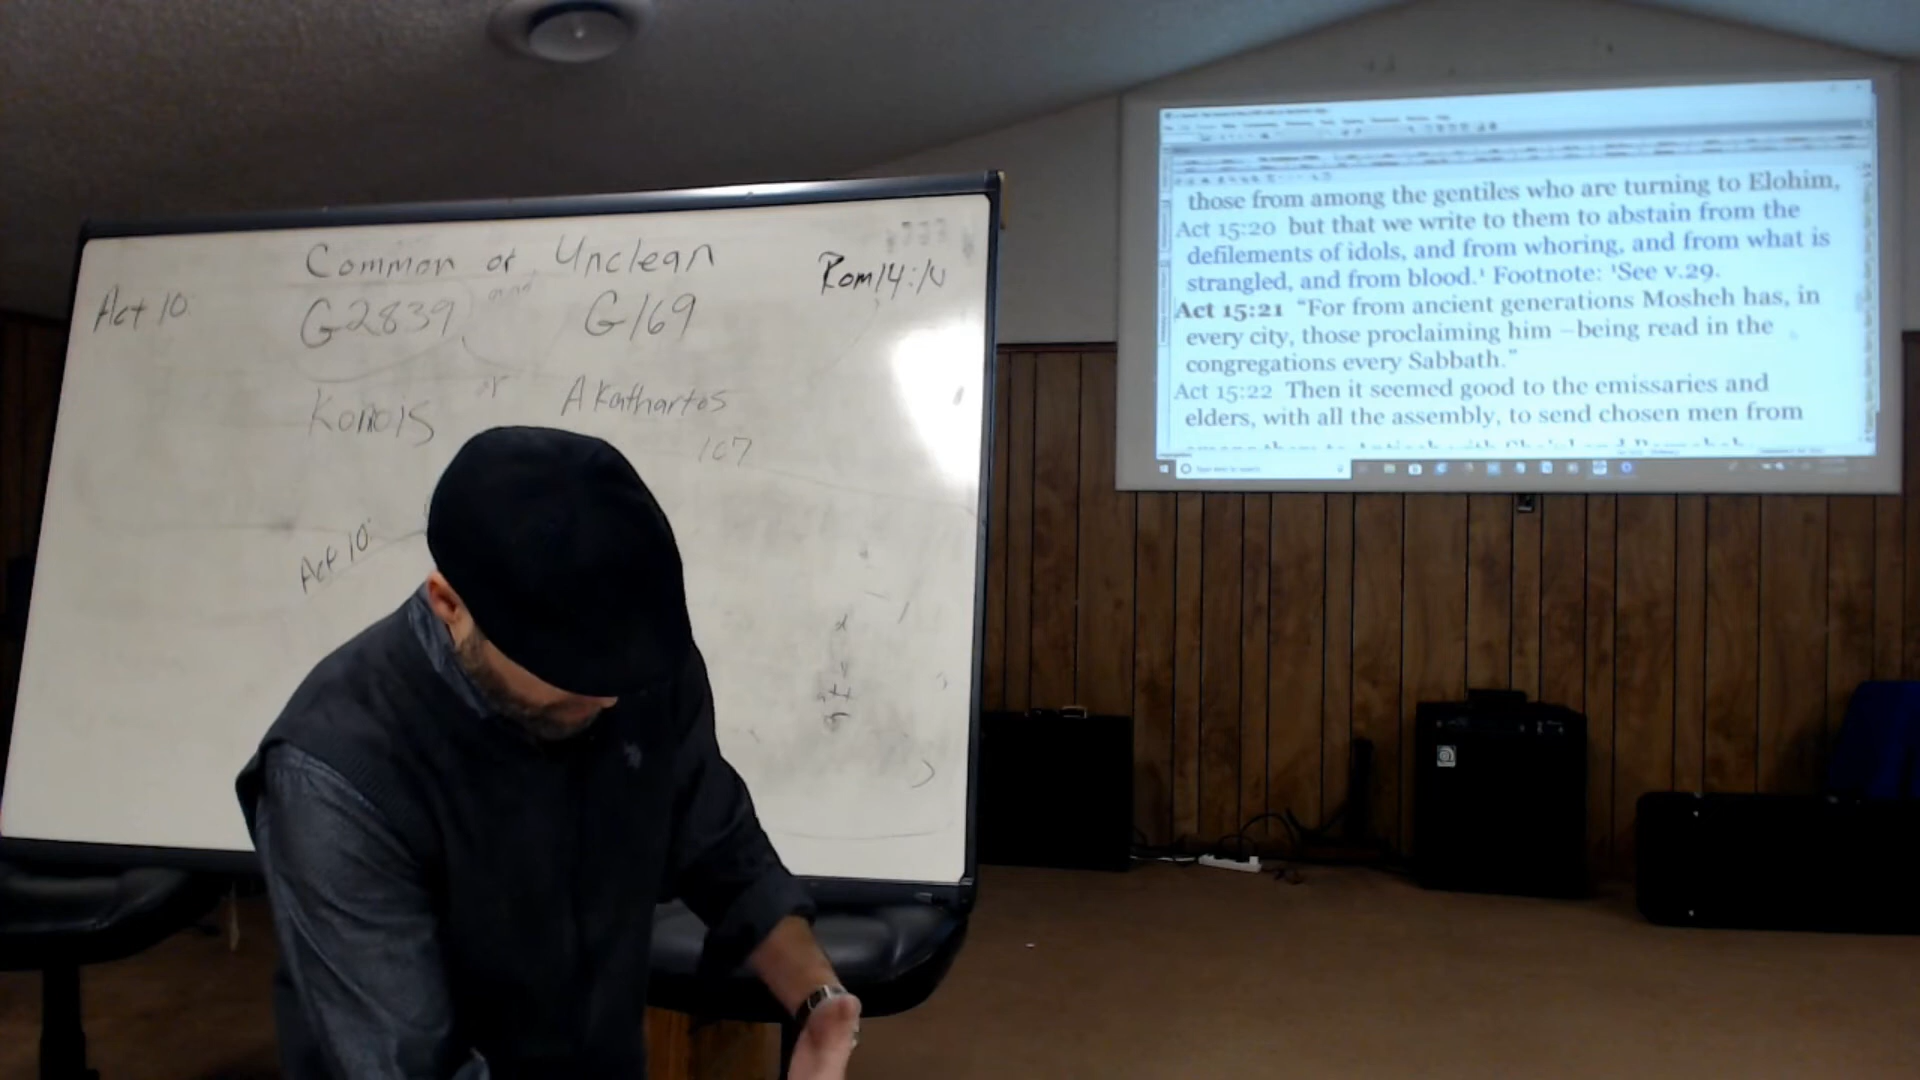 Common or Unclean
and
Act 10
G2839
G169
Rom 14:14
Konois
or
AKathartos
167
Act 10
those from among the gentiles who are turning to Elohim,
Act 15:20 but that we write to them to abstain from the
defilements of idols, and from whoring, and from what is
strangled, and from blood.¹ Footnote: ¹See v.29.
Act 15:21 “For from ancient generations Mosheh has, in
every city, those proclaiming him –being read in the
congregations every Sabbath.”
Act 15:22 Then it seemed good to the emissaries and
elders, with all the assembly, to send chosen men from